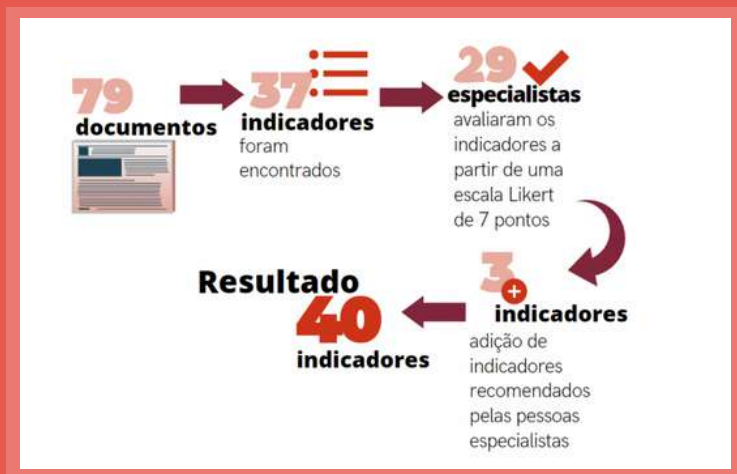 79
documentos
37
indicadores
foram
encontrados
29
especialistas
avaliaram os
indicadores a
partir de uma
escala Likert
de 7 pontos
3
+
indicadores
adição de
indicadores
recomendados
pelas pessoas
especialistas
Resultado
40
indicadores